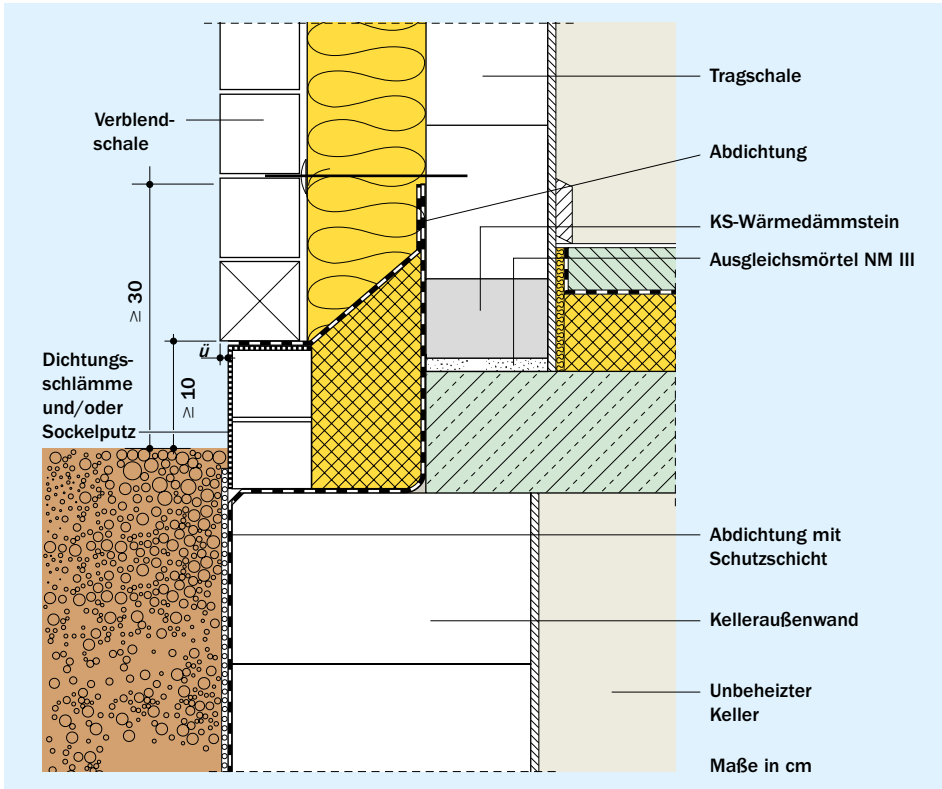 Verblend-
schale
≥ 30
ü
≥ 10
Dichtungs-
schlämme
und/oder
Sockelputz
Tragschale
Abdichtung
KS-Wärmedämmstein
Ausgleichsmörtel NM III
Abdichtung mit
Schutzschicht
Kelleraußenwand
Unbeheizter
Keller
Maße in cm